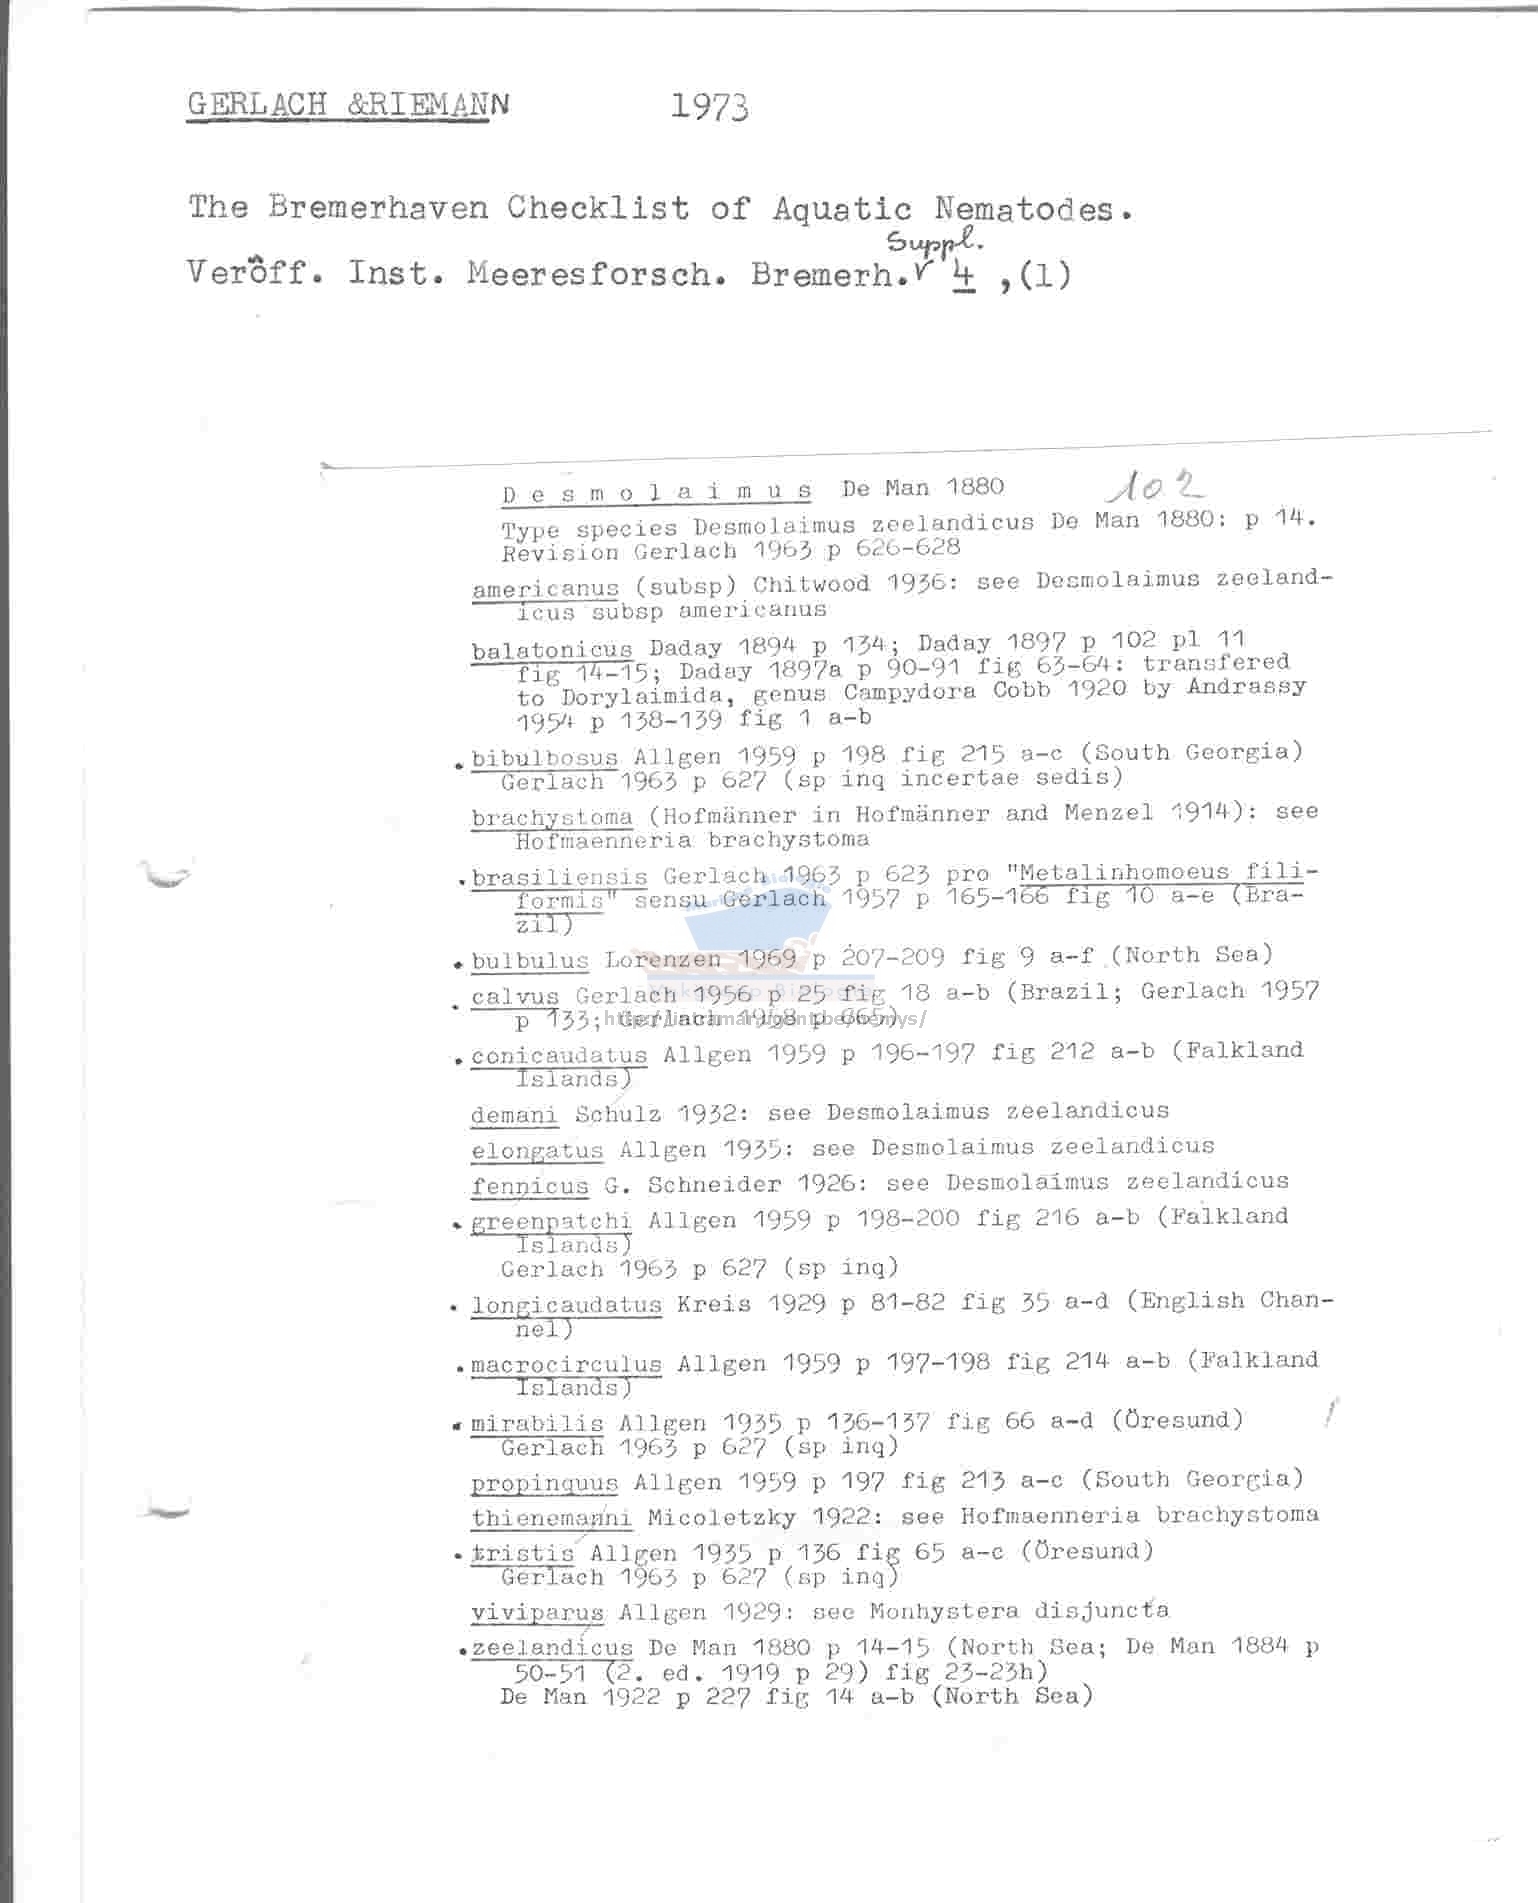 GERLACH &RIEMANN 1973
The Bremerhaven Checklist of Aquatic Nematodes.
Suppl.
Veröff. Inst. Meeresforsch. Bremerh. 4 ,(1)
Desmolaimus De Man 1880 102
Type species Desmolaimus zeelandicus De Man 1880: p 14.
Revision Gerlach 1963 p 626-628
americanus (subsp) Chitwood 1936: see Desmolaimus zeeland-
icus subsp americanus
balatonicus Daday 1894 p 134; Daday 1897 p 102 pl 11
fig 14-15; Daday 1897a p 90-91 fig 63-64: transfered
to Dorylaimida, genus Campydora Cobb 1920 by Andrassy
1954 p 138-139 fig 1 a-b
. bibulbosus Allgen 1959 p 198 fig 215 a-c (South Georgia)
Gerlach 1963 p 627 (sp inq incertae sedis)
brachystoma (Hofmänner in Hofmänner and Menzel 1914): see
Hofmaenneria brachystoma
. brasiliensis Gerlach 1963 p 623 pro "Metalinhomoeus fili-
formis" sensu Gerlach 1957 p 165-166 fig 10 a-e (Bra-
zil)
. bulbulus Lorenzen 1969 p 207-209 fig 9 a-f (North Sea)
. calvus Gerlach 1956 p 25 fig 18 a-b (Brazil; Gerlach 1957
p 133; Gerlach p
. conicaudatus Allgen 1959 p 196-197 fig 212 a-b (Falkland
Islands)
demani Schulz 1932: see Desmolaimus zeelandicus
elongatus Allgen 1935: see Desmolaimus zeelandicus
fennicus G. Schneider 1926: see Desmolaimus zeelandicus
. greenpatchi Allgen 1959 p 198-200 fig 216 a-b (Falkland
Islands)
Gerlach 1963 p 627 (sp inq)
. longicaudatus Kreis 1929 p 81-82 fig 35 a-d (English Chan-
nel)
. macrocirculus Allgen 1959 p 197-198 fig 214 a-b (Falkland
Islands)
. mirabilis Allgen 1935 p 136-137 fig 66 a-d (Öresund)
Gerlach 1963 p 627 (sp inq)
propinquus Allgen 1959 p 197 fig 213 a-c (South Georgia)
thienemanni Micoletzky 1922: see Hofmaenneria brachystoma
. tristis Allgen 1935 p 136 fig 65 a-c (Öresund)
Gerlach 1963 p 627 (sp inq)
viviparus Allgen 1929: see Monhystera disjuncta
. zeelandicus De Man 1880 p 14-15 (North Sea; De Man 1884 p
50-51 (2. ed. 1919 p 29) fig 23-23h)
De Man 1922 p 227 fig 14 a-b (North Sea)